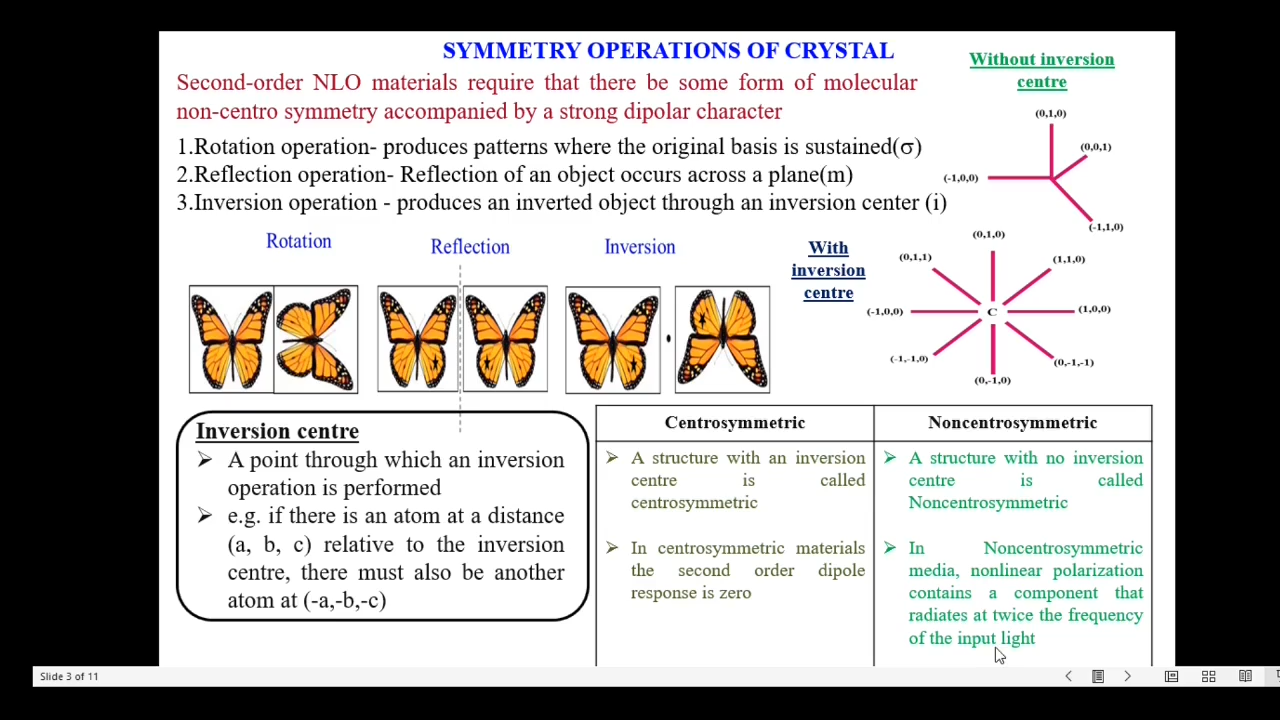 SYMMETRY OPERATIONS OF CRYSTAL
Second-order NLO materials require that there be some form of molecular
non-centro symmetry accompanied by a strong dipolar character
1.Rotation operation- produces patterns where the original basis is sustained(σ)
2.Reflection operation- Reflection of an object occurs across a plane(m)
3.Inversion operation - produces an inverted object through an inversion center (i)
Without inversion
centre
(0,1,0)
(0,0,1)
(-1,0,0)
(-1,1,0)
Rotation
Reflection
Inversion
With
inversion
centre
(0,1,0)
(0,1,1)
(1,1,0)
(-1,0,0)
C
(1,0,0)
(-1,-1,0)
(0,-1,-1)
(0,-1,0)
Inversion centre
➢ A point through which an inversion
operation is performed
➢ e.g. if there is an atom at a distance
(a, b, c) relative to the inversion
centre, there must also be another
atom at (-a,-b,-c)
Centrosymmetric
➢ A structure with an inversion
centre is called
centrosymmetric
➢ In centrosymmetric materials
the second order dipole
response is zero
Noncentrosymmetric
➢ A structure with no inversion
centre is called
Noncentrosymmetric
➢ In Noncentrosymmetric
media, nonlinear polarization
contains a component that
radiates at twice the frequency
of the input light
Slide 3 of 11